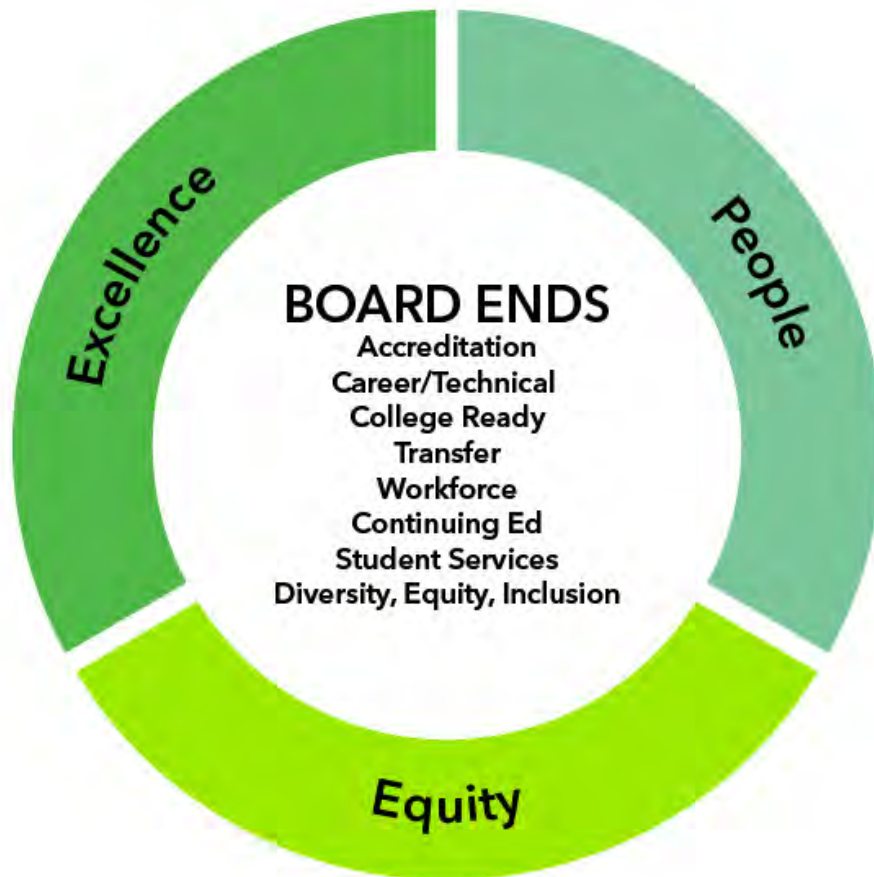 Excellence
People
BOARD ENDS
Accreditation
Career/Technical
College Ready
Transfer
Workforce
Continuing Ed
Student Services
Diversity, Equity, Inclusion
Equity